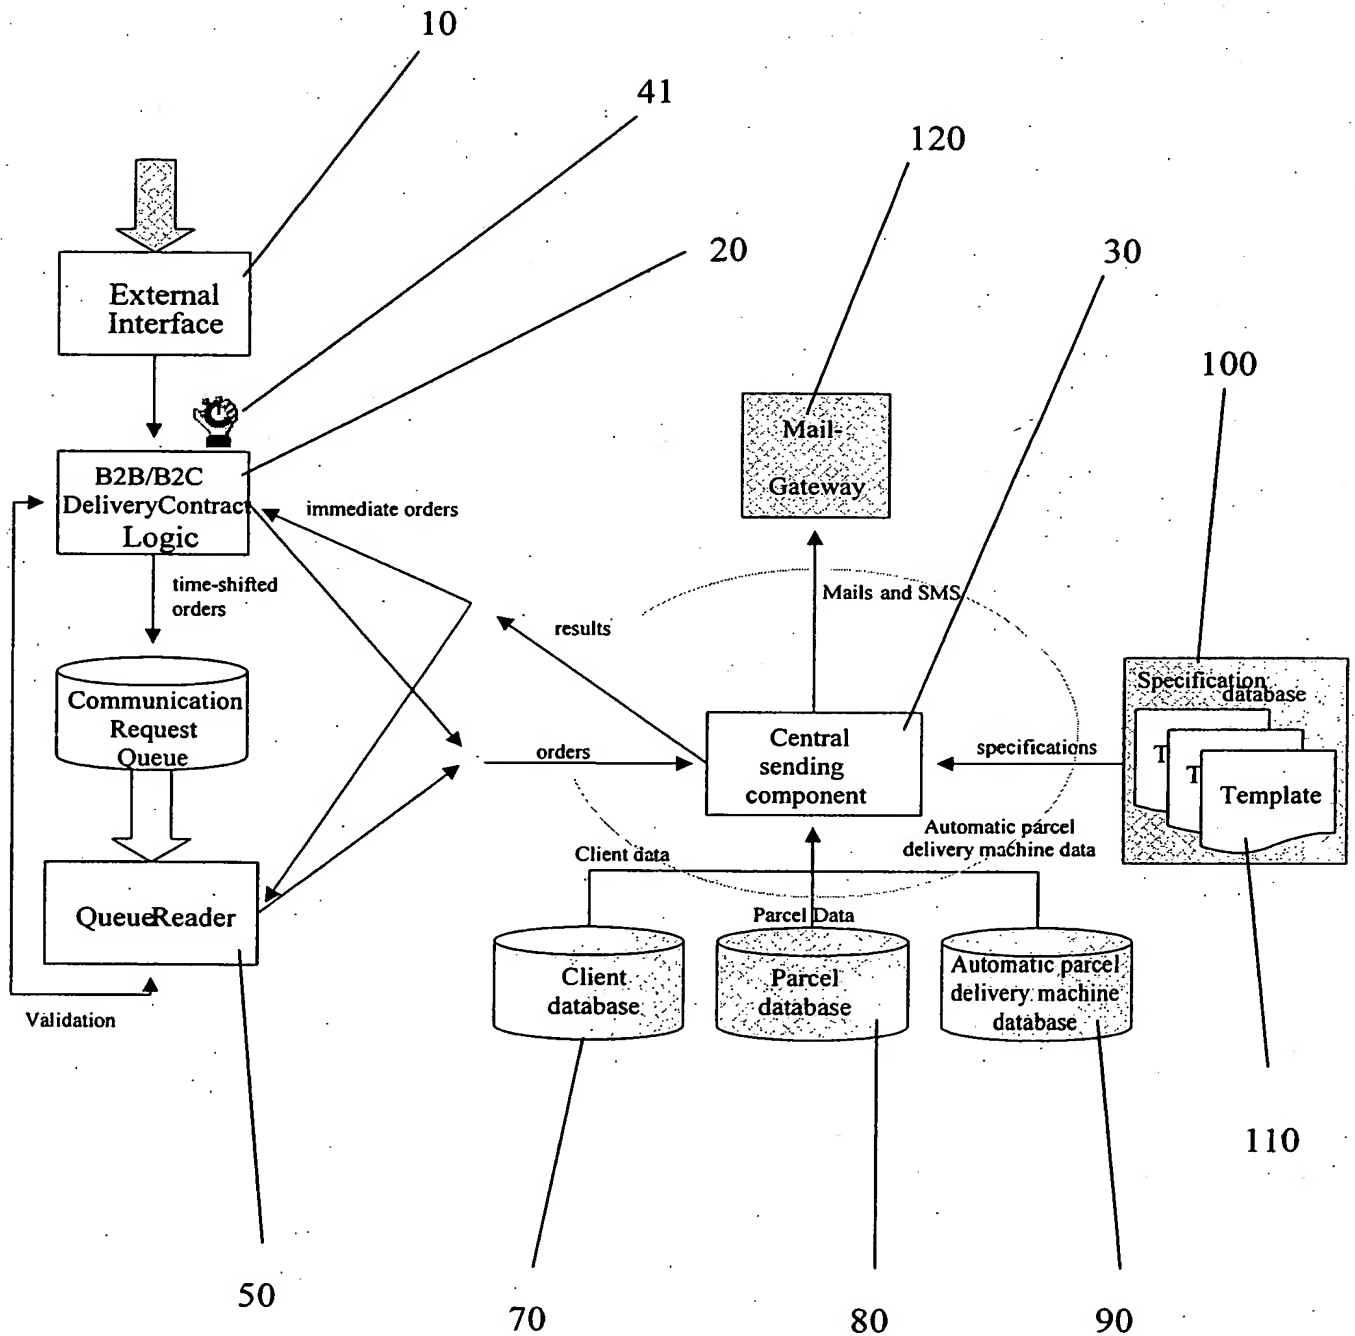 10
41
120
20
30
External
Interface
100
Mail-
Gateway
B2B/B2C
DeliveryContract
Logic
immediate orders
time-shifted
orders
Mails and SMS
results
Communication
Request
Queue
Specification
database
T
T
Template
Central
sending
component
orders
specifications
Automatic parcel
delivery machine data
Client data
QueueReader
Parcel Data
Client
database
Parcel
database
Automatic parcel
delivery machine
database
Validation
110
50
70
80
90